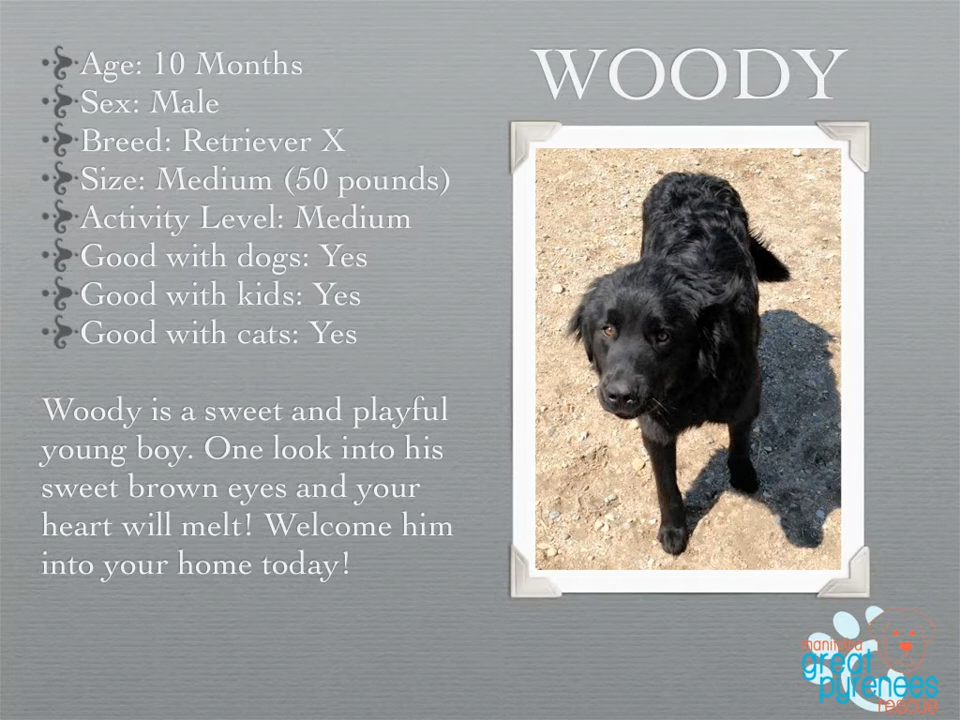 WOODY
Age: 10 Months
Sex: Male
Breed: Retriever X
Size: Medium (50 pounds)
Activity Level: Medium
Good with dogs: Yes
Good with kids: Yes
Good with cats: Yes
Woody is a sweet and playful
young boy. One look into his
sweet brown eyes and your
heart will melt! Welcome him
into your home today!
manitoba
great
pyrenees
rescue